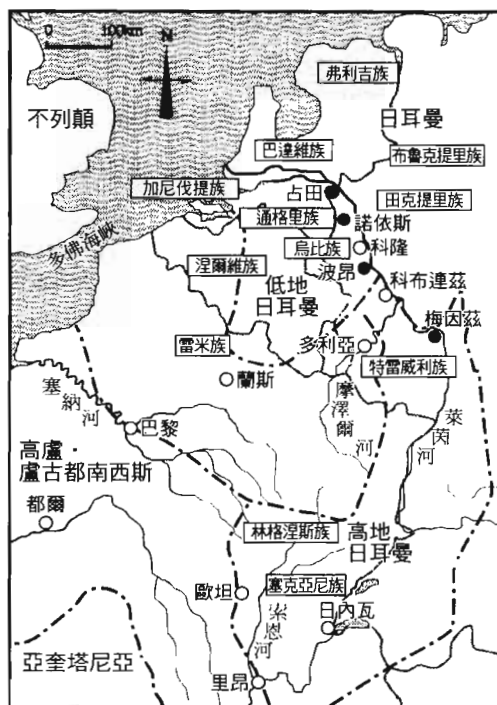 0 100km
N
弗利吉族
不列顛
日耳曼
巴達維族
布魯克提里族
加尼伐提族
占田
田克提里族
通格里族
諾依斯
多佛海峽
烏比族
科隆
涅爾維族
波昂
低地
日耳曼
科布連茲
梅因茲
雷米族
多利亞
特雷威利族
蘭斯
塞納河
摩澤爾河
萊茵河
巴黎
高盧·
盧古都南西斯
都爾
林格涅斯族
高地
日耳曼
塞克亞尼族
歐坦
索恩河
日內瓦
亞奎塔尼亞
里昂